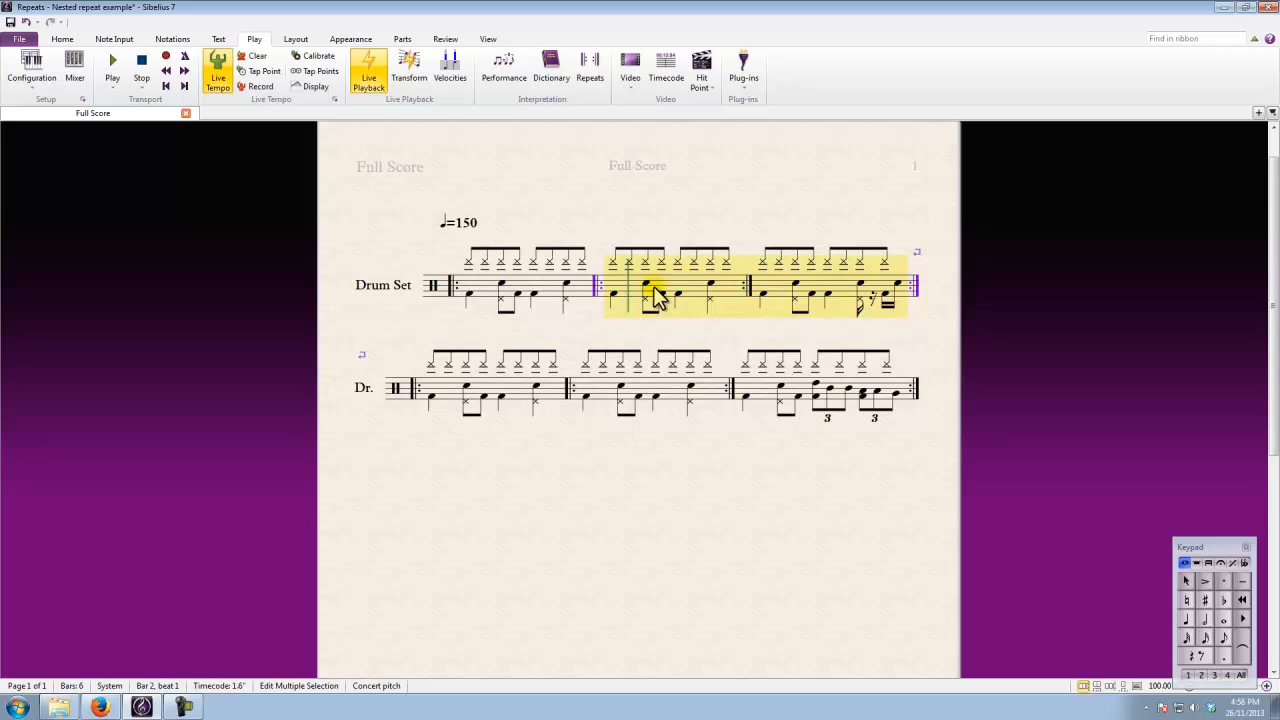 Repeats - Nested repeat example* - Sibelius 7
File Home Note Input Notations Text Play Layout Appearance Parts Review View Find in ribbon
Configuration Mixer Play Stop Live Tempo Clear Tap Point Record Calibrate Tap Points Display Live Playback Transform Velocities Performance Dictionary Repeats Video Timecode Hit Point Plug-ins
Setup Transport Live Tempo Live Playback Interpretation Video Plug-ins
Full Score
Full Score Full Score 1
=150
Drum Set
Dr.
3 3
Keypad
1 2 3 4 All
Page 1 of 1 Bars: 6 System Bar 2, beat 1 Timecode: 1.6" Edit Multiple Selection Concert pitch 100.00
4:58 PM
26/11/2013